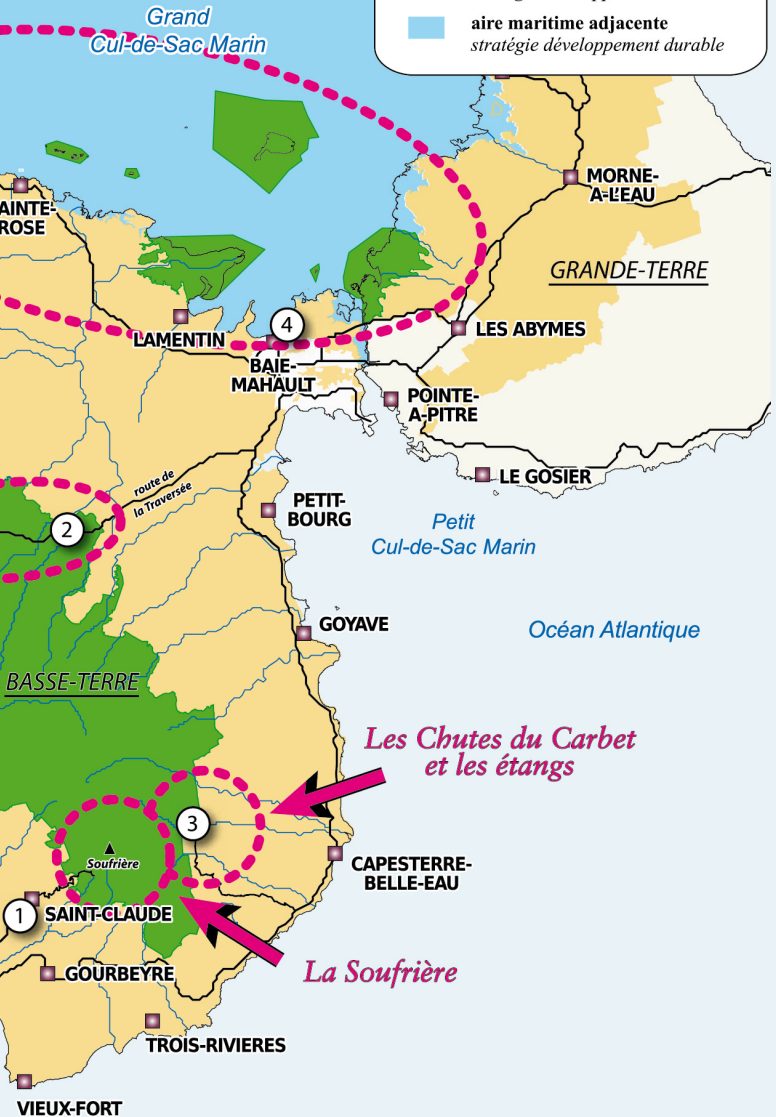 Grand
Cul-de-Sac Marin
aire maritime adjacente
stratégie développement durable
MORNE-
A-L'EAU
AINTE-
ROSE
GRANDE-TERRE
4
LAMENTIN
LES ABYMES
BAIE-
MAHAULT
POINTE-
A-PITRE
LE GOSIER
route de
la Traversée
2
PETIT-
BOURG
Petit
Cul-de-Sac Marin
GOYAVE
Océan Atlantique
BASSE-TERRE
Les Chutes du Carbet
et les étangs
3
Soufrière
CAPESTERRE-
BELLE-EAU
1
SAINT-CLAUDE
La Soufrière
GOURBEYRE
TROIS-RIVIERES
VIEUX-FORT